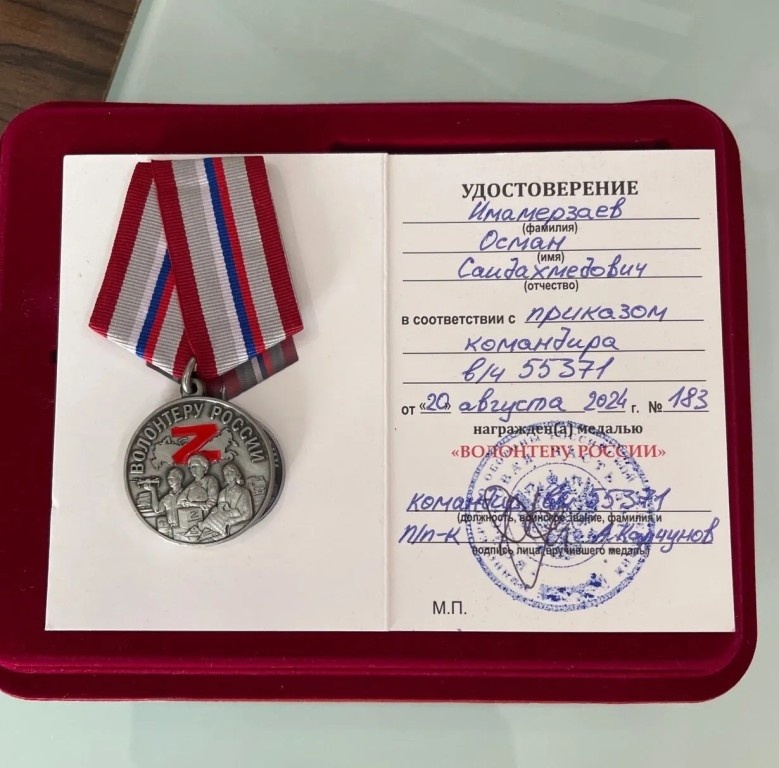 ВОЛОНТЕРУ РОССИИ
Z
УДОСТОВЕРЕНИЕ
Имамерзаев
(фамилия)
Осман
(имя)
Саидахмедович
(отчество)
в соответствии с приказом
командира
в/ч 55371
от «20» августа 2024 г. № 183
награжден(а) медалью
«ВОЛОНТЕРУ РОССИИ»
командир в/ч 55371
(должность, воинское звание, фамилия и
п/п-к А. Карчунов
подпись лица, вручившего медаль)
М.П.